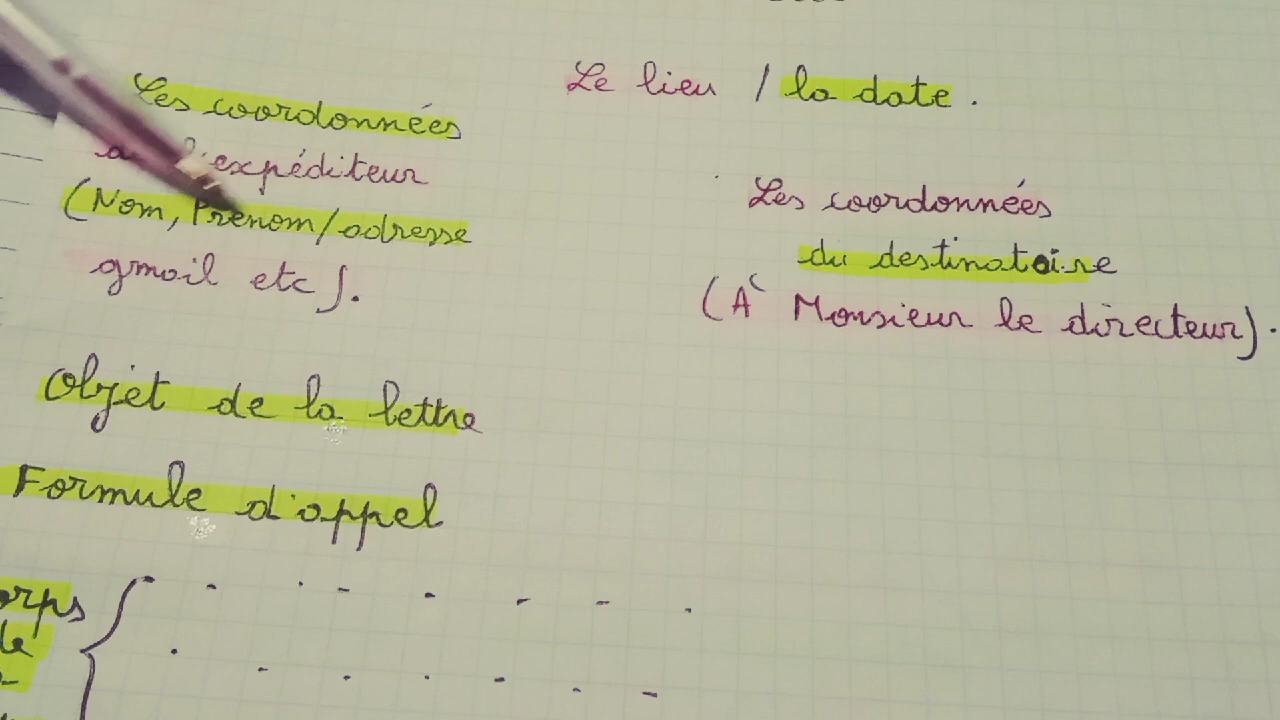 Le lieu / la date.
Les coordonnées
l'expéditeur
(Nom, Prénom/adresse
gmail etc).
Les coordonnées
du destinataire
(À Monsieur le directeur).
Objet de la lettre
Formule d'appel